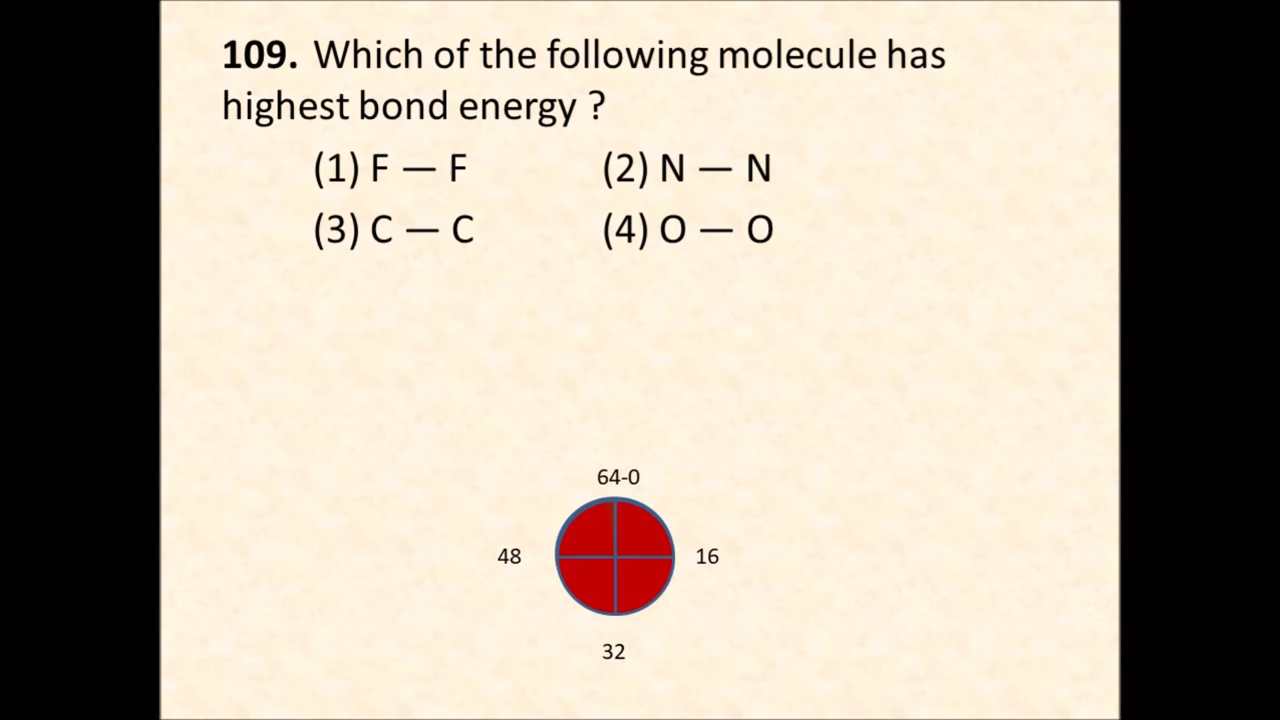 109. Which of the following molecule has
highest bond energy ?
(1) F — F (2) N — N
(3) C — C (4) O — O
64-0
48 16
32